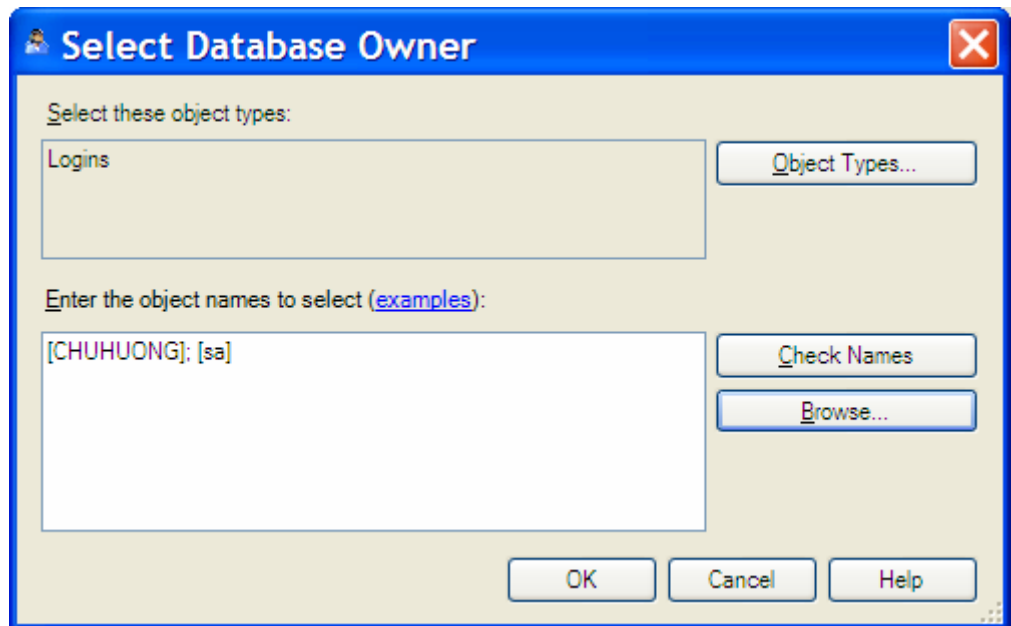 Select Database Owner
Select these object types:
Logins
Object Types...
Enter the object names to select (examples):
[CHUHUONG]; [sa]
Check Names
Browse...
OK
Cancel
Help